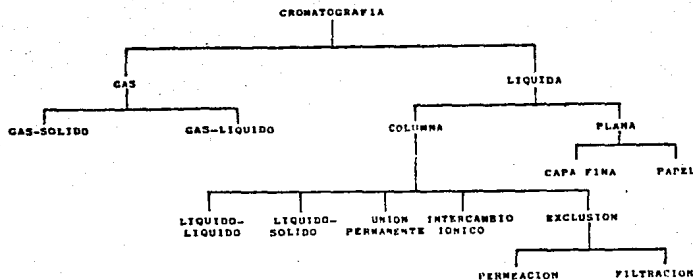 CROMATOGRAFIA
GAS
LIQUIDA
GAS-SOLIDO
GAS-LIQUIDO
COLUMNA
PLANA
CAPA FINA
PAPEL
LIQUIDO-
LIQUIDO
LIQUIDO-
SOLIDO
UNION
PERMANENTE
INTERCAMBIO
IONICO
EXCLUSION
PERMEACION
FILTRACION